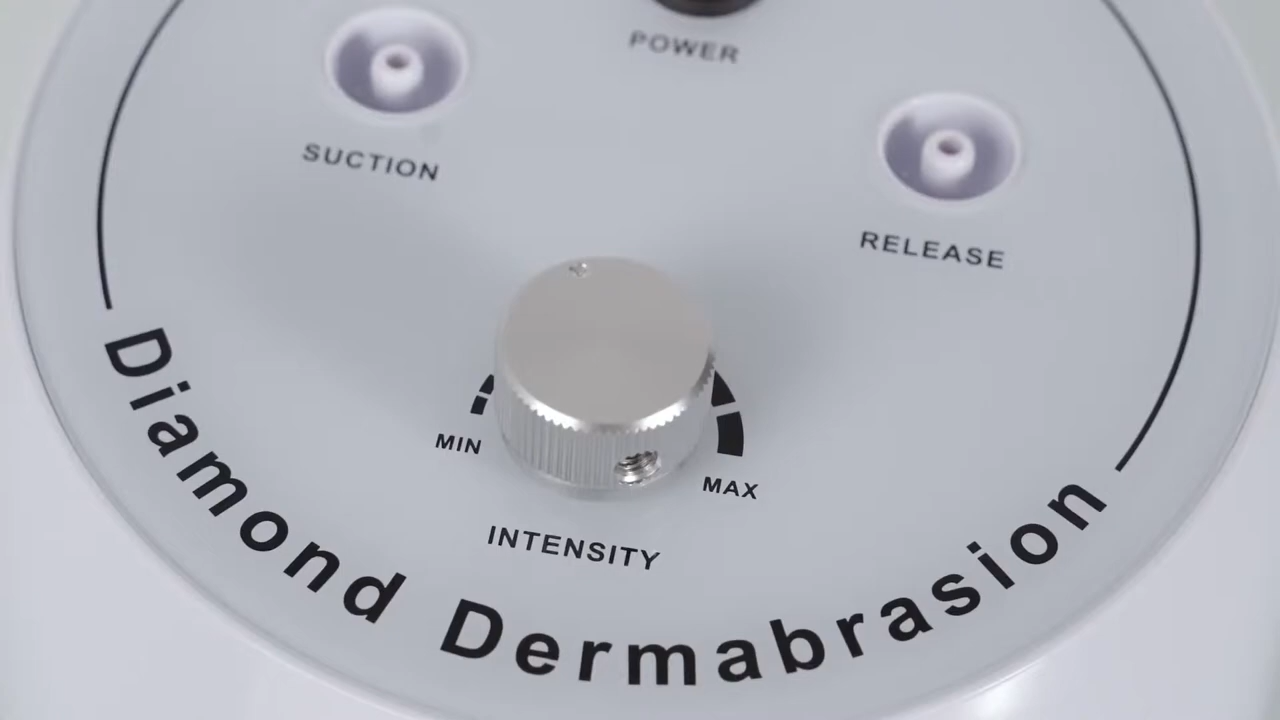 POWER
SUCTION
RELEASE
MIN
MAX
INTENSITY
Diamond Dermabrasion